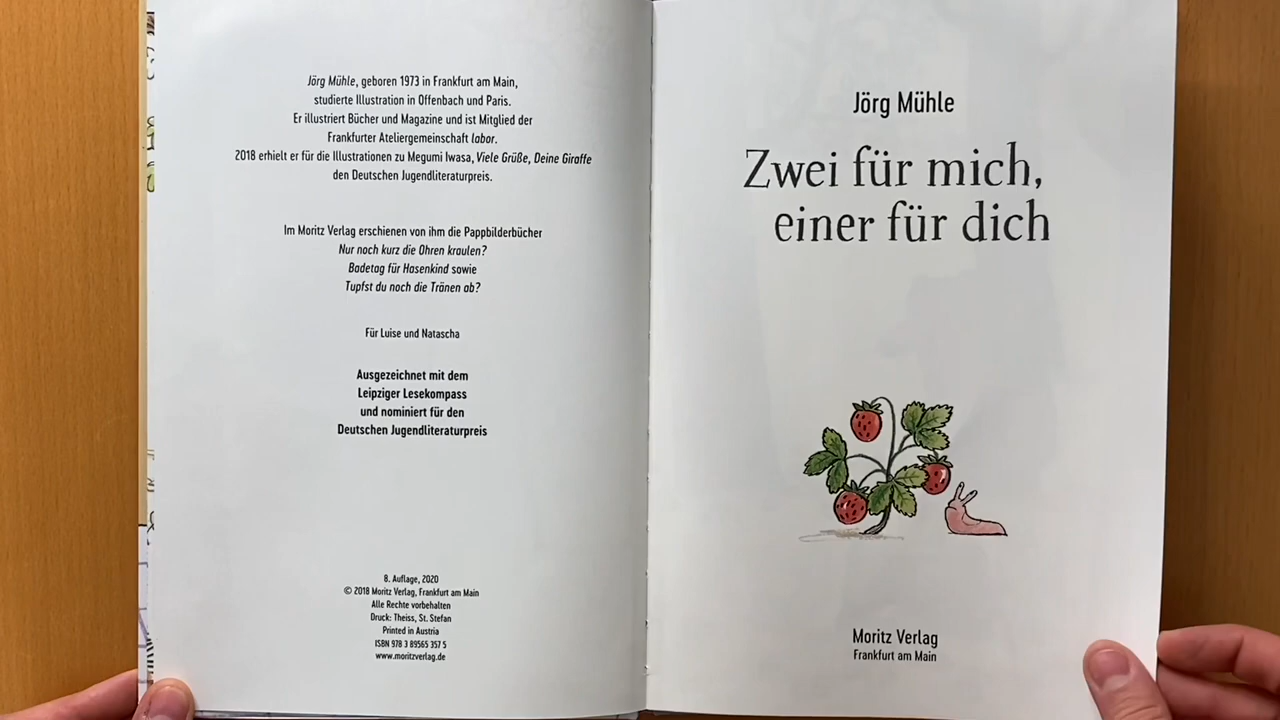 Jörg Mühle, geboren 1973 in Frankfurt am Main,
studierte Illustration in Offenbach und Paris.
Er illustriert Bücher und Magazine und ist Mitglied der
Frankfurter Ateliergemeinschaft labor.
2018 erhielt er für die Illustrationen zu Megumi Iwasa, Viele Grüße, Deine Giraffe
den Deutschen Jugendliteraturpreis.
Im Moritz Verlag erschienen von ihm die Pappbilderbücher
Nur noch kurz die Ohren kraulen?
Badetag für Hasenkind sowie
Tupfst du noch die Tränen ab?
Für Luise und Natascha
Ausgezeichnet mit dem
Leipziger Lesekompass
und nominiert für den
Deutschen Jugendliteraturpreis
8. Auflage, 2020
© 2018 Moritz Verlag, Frankfurt am Main
Alle Rechte vorbehalten
Druck: Theiss, St. Stefan
Printed in Austria
ISBN 978 3 89565 357 5
www.moritzverlag.de
Jörg Mühle
Zwei für mich,
einer für dich
Moritz Verlag
Frankfurt am Main